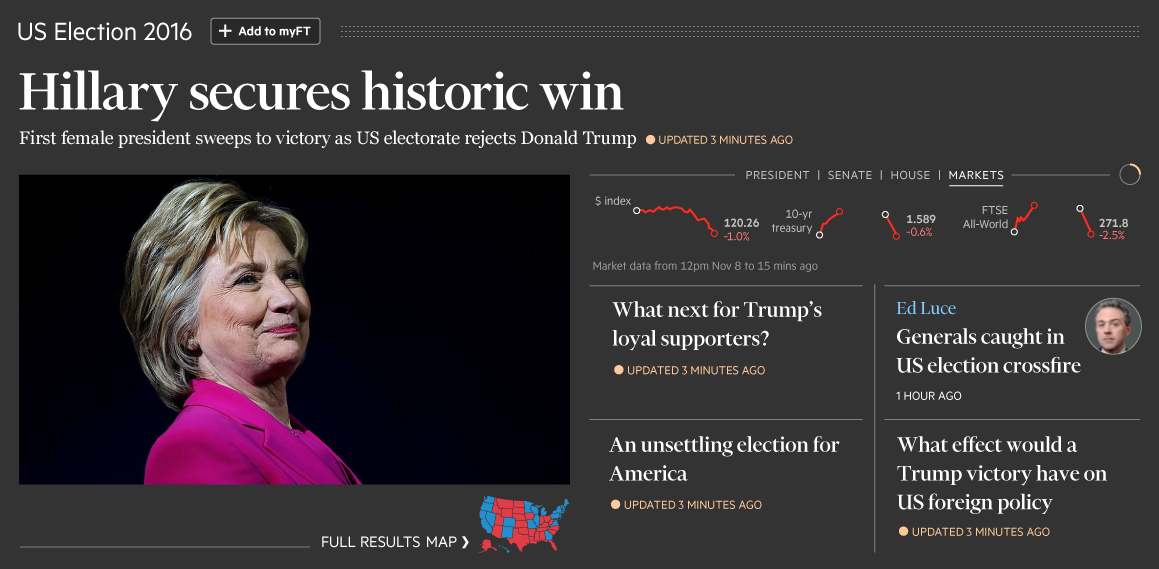 US Election 2016
+ Add to myFT
Hillary secures historic win
First female president sweeps to victory as US electorate rejects Donald Trump
UPDATED 3 MINUTES AGO
PRESIDENT | SENATE | HOUSE | MARKETS
$ index
120.26
-1.0%
10-yr
treasury
1.589
-0.6%
FTSE
All-World
271.8
-2.5%
Market data from 12pm Nov 8 to 15 mins ago
What next for Trump’s
loyal supporters?
UPDATED 3 MINUTES AGO
Ed Luce
Generals caught in
US election crossfire
1 HOUR AGO
An unsettling election for
America
UPDATED 3 MINUTES AGO
What effect would a
Trump victory have on
US foreign policy
UPDATED 3 MINUTES AGO
FULL RESULTS MAP ❯